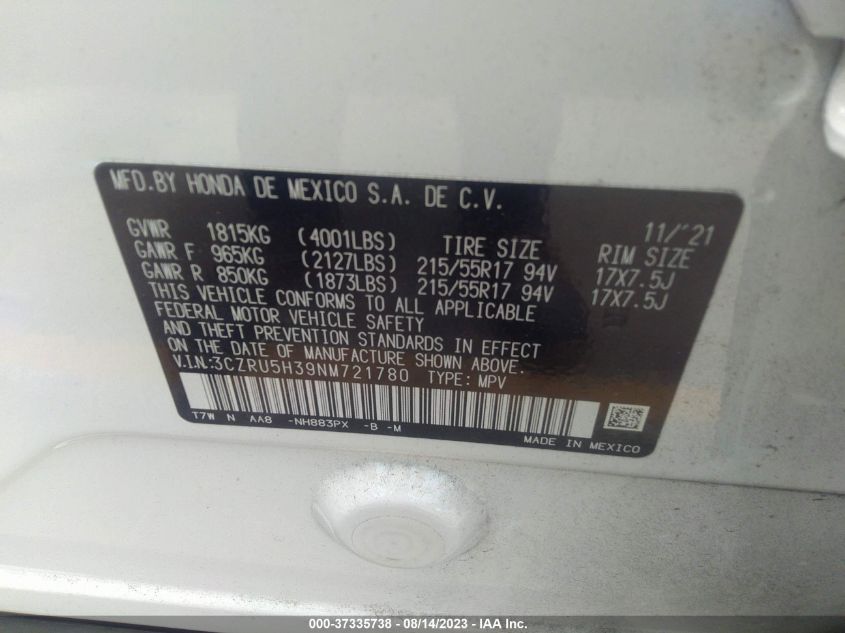 MFD.BY HONDA DE MEXICO S.A. DE C.V.
11/'21
GVWR 1815KG (4001LBS) TIRE SIZE RIM SIZE
GAWR F 965KG (2127LBS) 215/55R17 94V 17X7.5J
GAWR R 850KG (1873LBS) 215/55R17 94V 17X7.5J
THIS VEHICLE CONFORMS TO ALL APPLICABLE
FEDERAL MOTOR VEHICLE SAFETY
AND THEFT PREVENTION STANDARDS IN EFFECT
ON THE DATE OF MANUFACTURE SHOWN ABOVE.
V.I.N.:3CZRU5H39NM721780 TYPE: MPV
T7W N AA8 -NH883PX -B -M
MADE IN MEXICO
000-37335738 - 08/14/2023 - IAA Inc.